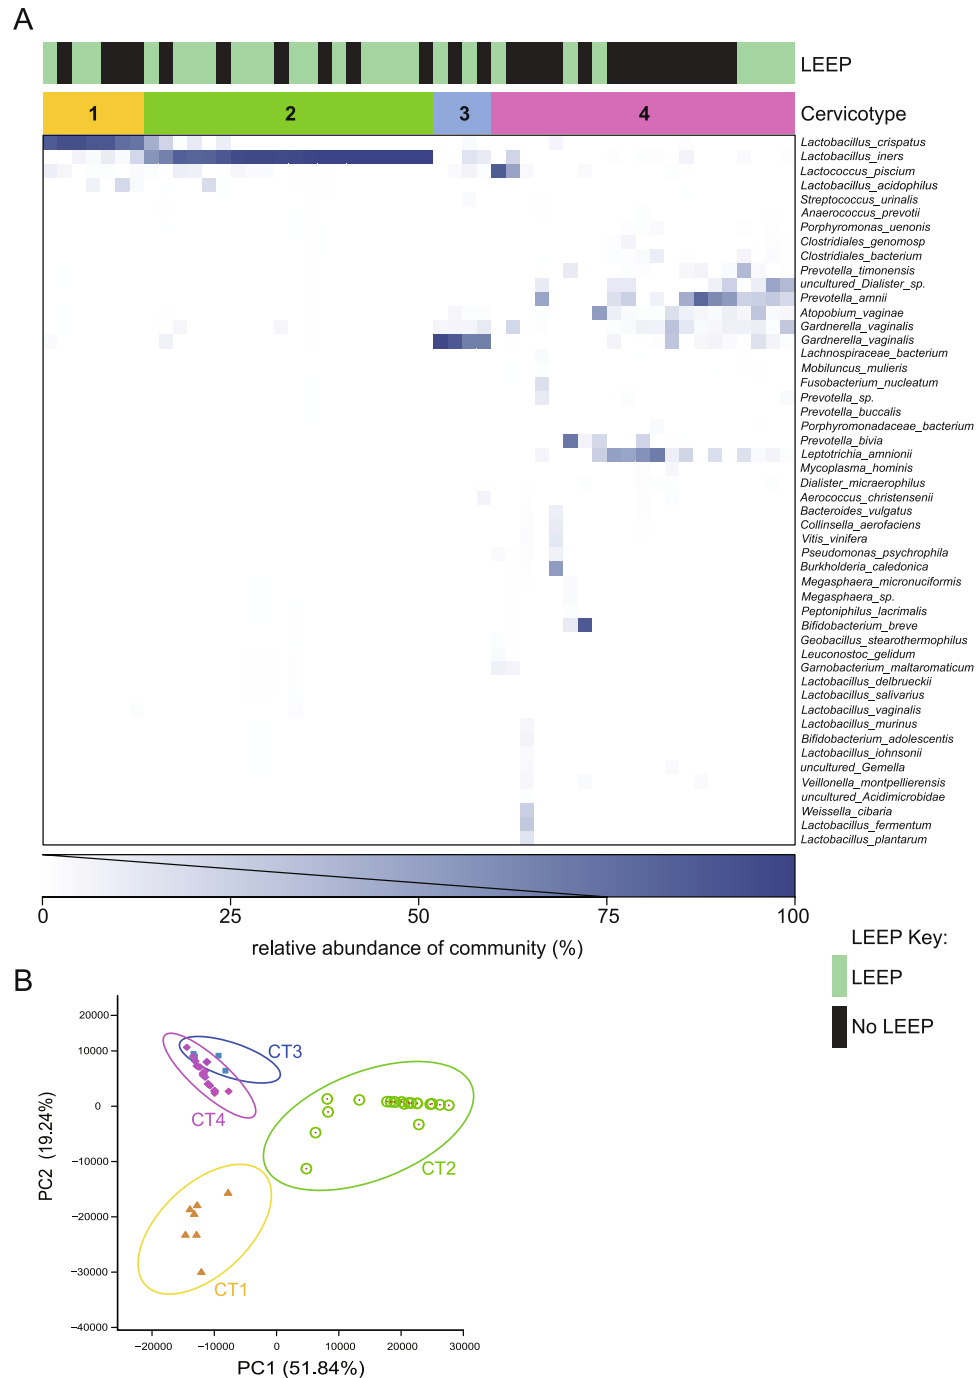 A
LEEP
1 2 3 4 Cervicotype
Lactobacillus_crispatus
Lactobacillus_iners
Lactococcus_piscium
Lactobacillus_acidophilus
Streptococcus_urinalis
Anaerococcus_prevotii
Porphyromonas_uenonis
Clostridiales_genomosp
Clostridiales_bacterium
Prevotella_timonensis
uncultured_Dialister_sp.
Prevotella_amnii
Atopobium_vaginae
Gardnerella_vaginalis
Gardnerella_vaginalis
Lachnospiraceae_bacterium
Mobiluncus_mulieris
Fusobacterium_nucleatum
Prevotella_sp.
Prevotella_buccalis
Porphyromonadaceae_bacterium
Prevotella_bivia
Leptotrichia_amnionii
Mycoplasma_hominis
Dialister_micraerophilus
Aerococcus_christensenii
Bacteroides_vulgatus
Collinsella_aerofaciens
Vitis_vinifera
Pseudomonas_psychrophila
Burkholderia_caledonica
Megasphaera_micronuciformis
Megasphaera_sp.
Peptoniphilus_lacrimalis
Bifidobacterium_breve
Geobacillus_stearothermophilus
Leuconostoc_gelidum
Garnobacterium_maltaromaticum
Lactobacillus_delbrueckii
Lactobacillus_salivarius
Lactobacillus_vaginalis
Lactobacillus_murinus
Bifidobacterium_adolescentis
Lactobacillus_iohnsonii
uncultured_Gemella
Veillonella_montpellierensis
uncultured_Acidimicrobidae
Weissella_cibaria
Lactobacillus_fermentum
Lactobacillus_plantarum
0 25 50 75 100
relative abundance of community (%)
LEEP Key:
LEEP
No LEEP
B
20000
10000
0
−10000
−20000
−30000
−40000
PC2 (19.24%)
CT3
CT4
CT2
CT1
−20000 −10000 0 10000 20000 30000
PC1 (51.84%)